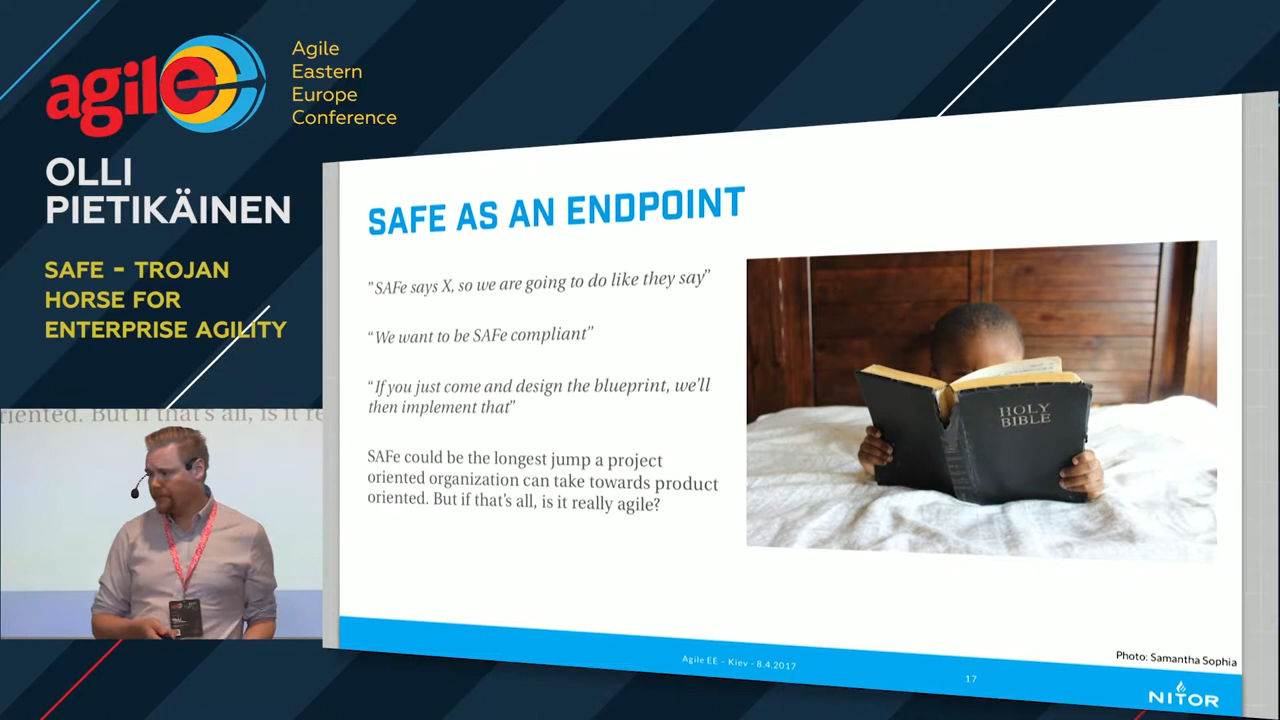 agile
Agile
Eastern
Europe
Conference
OLLI
PIETIKÄINEN
SAFE - TROJAN
HORSE FOR
ENTERPRISE AGILITY
oriented. But if that's all, is it re
SAFE AS AN ENDPOINT
"SAFe says X, so we are going to do like they say"
"We want to be SAFe compliant"
"If you just come and design the blueprint, we'll
then implement that"
SAFe could be the longest jump a project
oriented organization can take towards product
oriented. But if that's all, is it really agile?
HOLY
BIBLE
Photo: Samantha Sophia
Agile EE – Kiev - 8.4.2017
17
NITOR